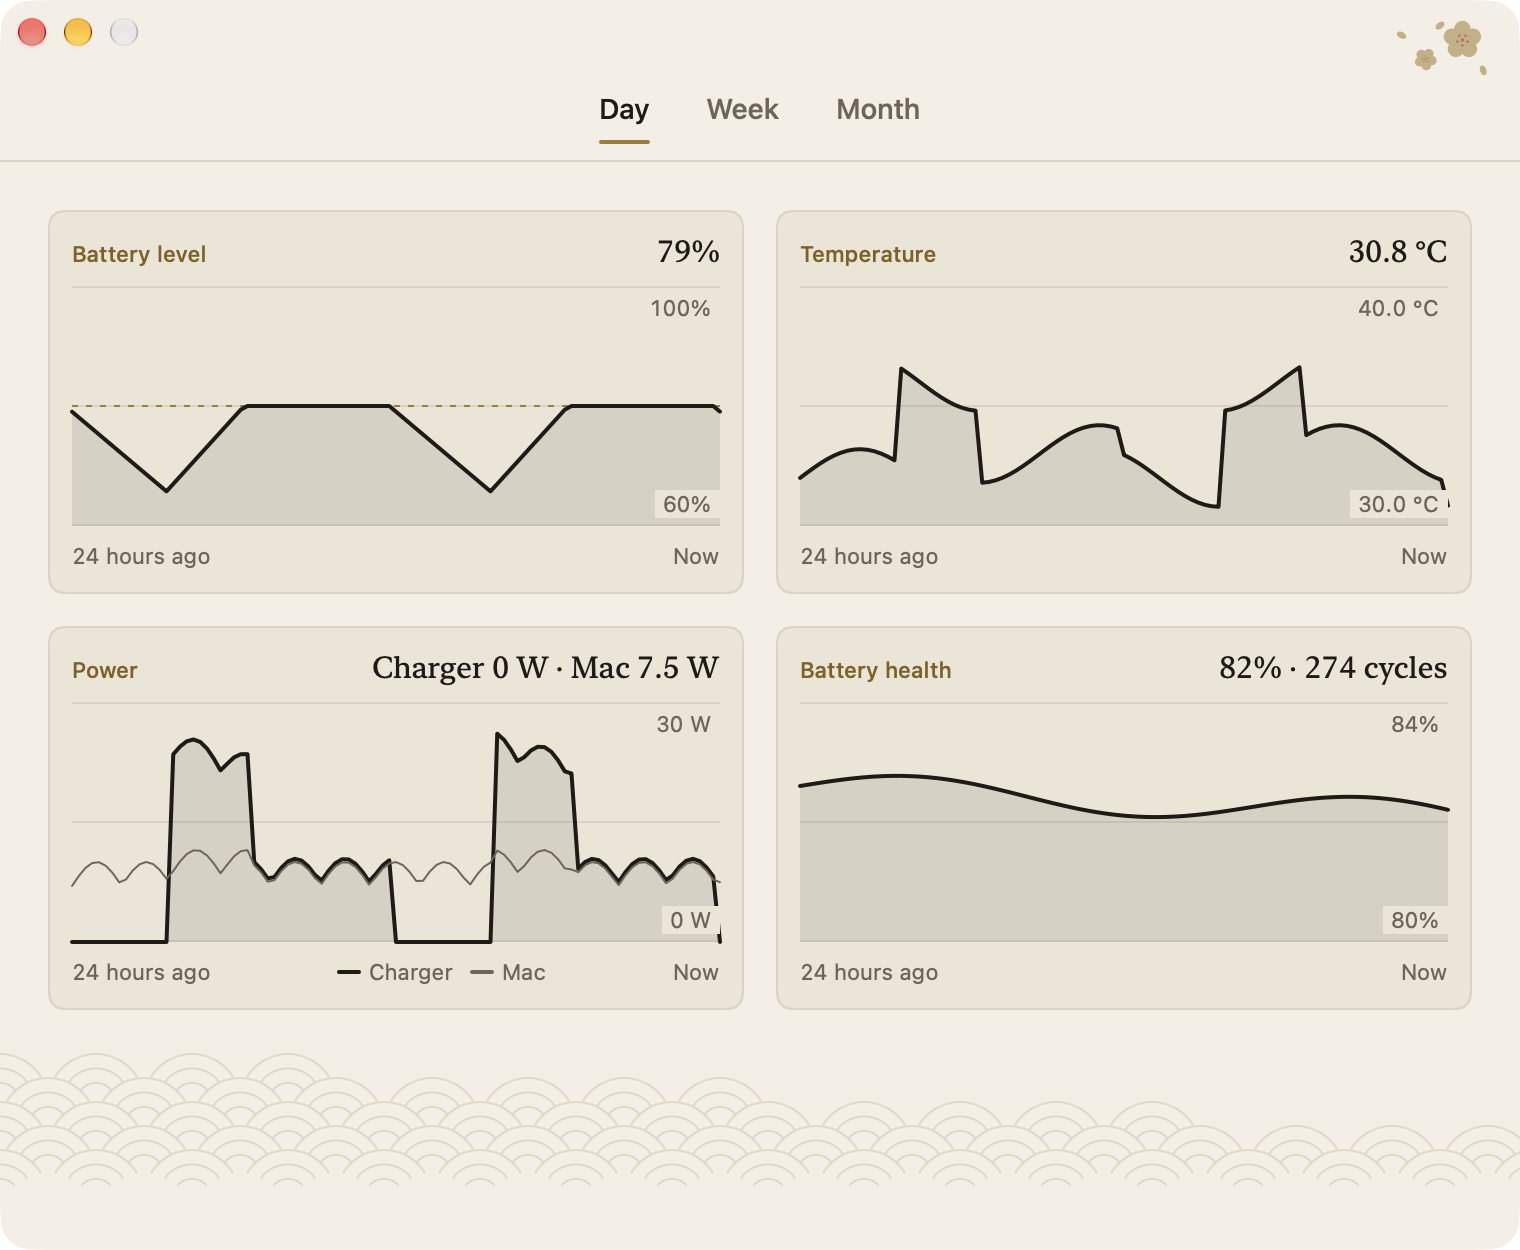 Day Week Month
Battery level 79%
100%
60%
24 hours ago Now
Temperature 30.8 °C
40.0 °C
30.0 °C
24 hours ago Now
Power Charger 0 W · Mac 7.5 W
30 W
0 W
24 hours ago Charger Mac Now
Battery health 82% · 274 cycles
84%
80%
24 hours ago Now